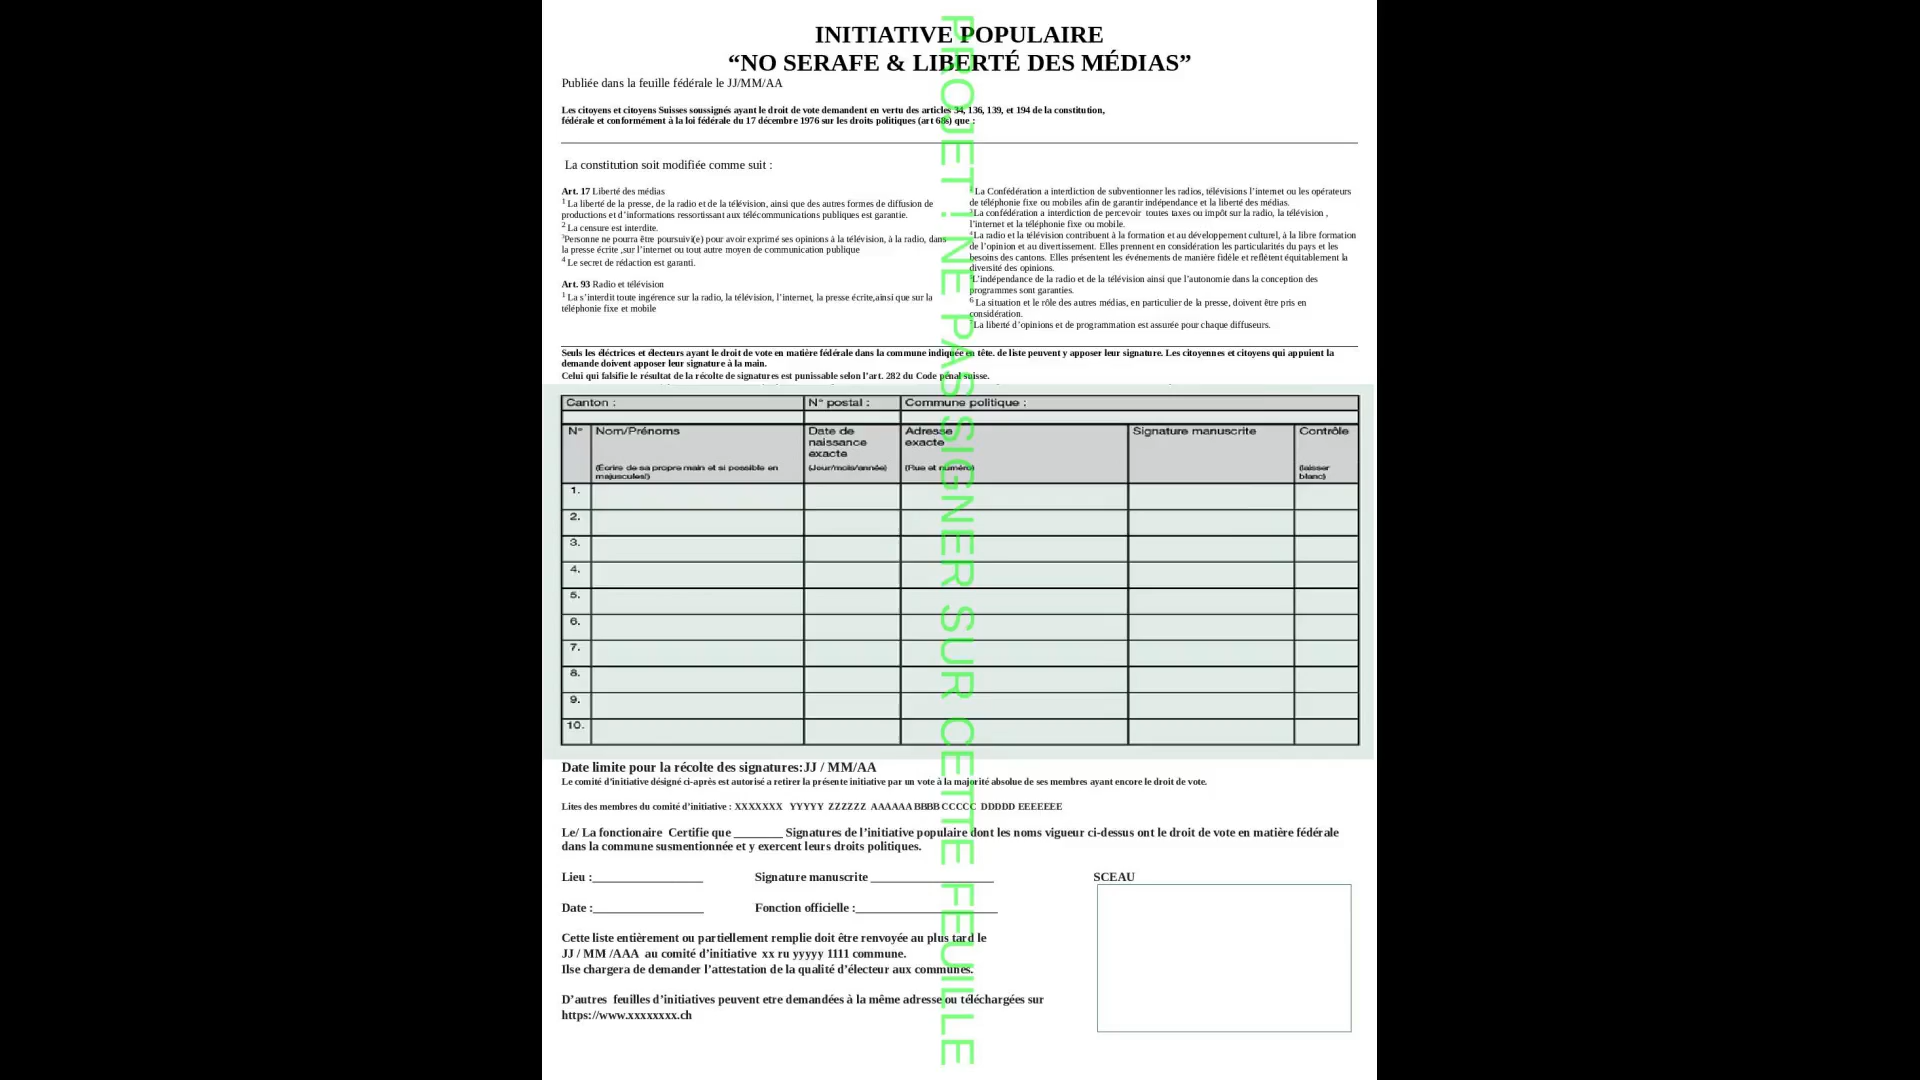 INITIATIVE POPULAIRE
“NO SERAFE & LIBERTÉ DES MÉDIAS”
Publiée dans la feuille fédérale le JJ/MM/AA
Les citoyens et citoyens Suisses soussignés ayant le droit de vote demandent en vertu des articles 34, 136, 139, et 194 de la constitution,
fédérale et conformément à la loi fédérale du 17 décembre 1976 sur les droits politiques (art 68s) que :
La constitution soit modifiée comme suit :
Art. 17 Liberté des médias
1 La liberté de la presse, de la radio et de la télévision, ainsi que des autres formes de diffusion de
productions et d’informations ressortissant aux télécommunications publiques est garantie.
2 La censure est interdite.
3Personne ne pourra être poursuivi(e) pour avoir exprimé ses opinions à la télévision, à la radio, dans
la presse écrite ,sur l’internet ou tout autre moyen de communication publique
4 Le secret de rédaction est garanti.
Art. 93 Radio et télévision
1 La s’interdit toute ingérence sur la radio, la télévision, l’internet, la presse écrite,ainsi que sur la
téléphonie fixe et mobile
2 La Confédération a interdiction de subventionner les radios, télévisions l’internet ou les opérateurs
de téléphonie fixe ou mobiles afin de garantir indépendance et la liberté des médias.
3La confédération a interdiction de percevoir toutes taxes ou impôt sur la radio, la télévision ,
l’internet et la téléphonie fixe ou mobile.
4La radio et la télévision contribuent à la formation et au développement culturel, à la libre formation
de l’opinion et au divertissement. Elles prennent en considération les particularités du pays et les
besoins des cantons. Elles présentent les événements de manière fidèle et reflètent équitablement la
diversité des opinions.
5L’indépendance de la radio et de la télévision ainsi que l’autonomie dans la conception des
programmes sont garanties.
6 La situation et le rôle des autres médias, en particulier de la presse, doivent être pris en
considération.
7La liberté d’opinions et de programmation est assurée pour chaque diffuseurs.
Seuls les éléctrices et électeurs ayant le droit de vote en matière fédérale dans la commune indiquée en tête. de liste peuvent y apposer leur signature. Les citoyennes et citoyens qui appuient la
demande doivent apposer leur signature à la main.
Celui qui falsifie le résultat de la récolte de signatures est punissable selon l’art. 282 du Code pénal suisse.
Canton : N° postal : Commune politique :
N° Nom/Prénoms Date de naissance exacte Adresse exacte Signature manuscrite Contrôle
(Écrire de sa propre main et si possible en majuscules!) (Jour/mois/année) (Rue et numéro) (laisser blanc)
1.
2.
3.
4.
5.
6.
7.
8.
9.
10.
Date limite pour la récolte des signatures:JJ / MM/AA
Le comité d’initiative désigné ci-après est autorisé a retirer la présente initiative par un vote à la majorité absolue de ses membres ayant encore le droit de vote.
Lites des membres du comité d’initiative : XXXXXXX YYYYY ZZZZZZ AAAAAA BBBB CCCCC DDDDD EEEEEEE
Le/ La fonctionaire Certifie que ________ Signatures de l’initiative populaire dont les noms vigueur ci-dessus ont le droit de vote en matière fédérale
dans la commune susmentionnée et y exercent leurs droits politiques.
Lieu :__________________ Signature manuscrite ____________________ SCEAU
Date :__________________ Fonction officielle :_______________________
Cette liste entièrement ou partiellement remplie doit être renvoyée au plus tard le
JJ / MM /AAA au comité d’initiative xx ru yyyyy 1111 commune.
Ilse chargera de demander l’attestation de la qualité d’électeur aux communes.
D’autres feuilles d’initiatives peuvent etre demandées à la même adresse ou téléchargées sur
https://www.xxxxxxxx.ch
PROJET ! NE PAS SIGNER SUR CETTE FEUILLE